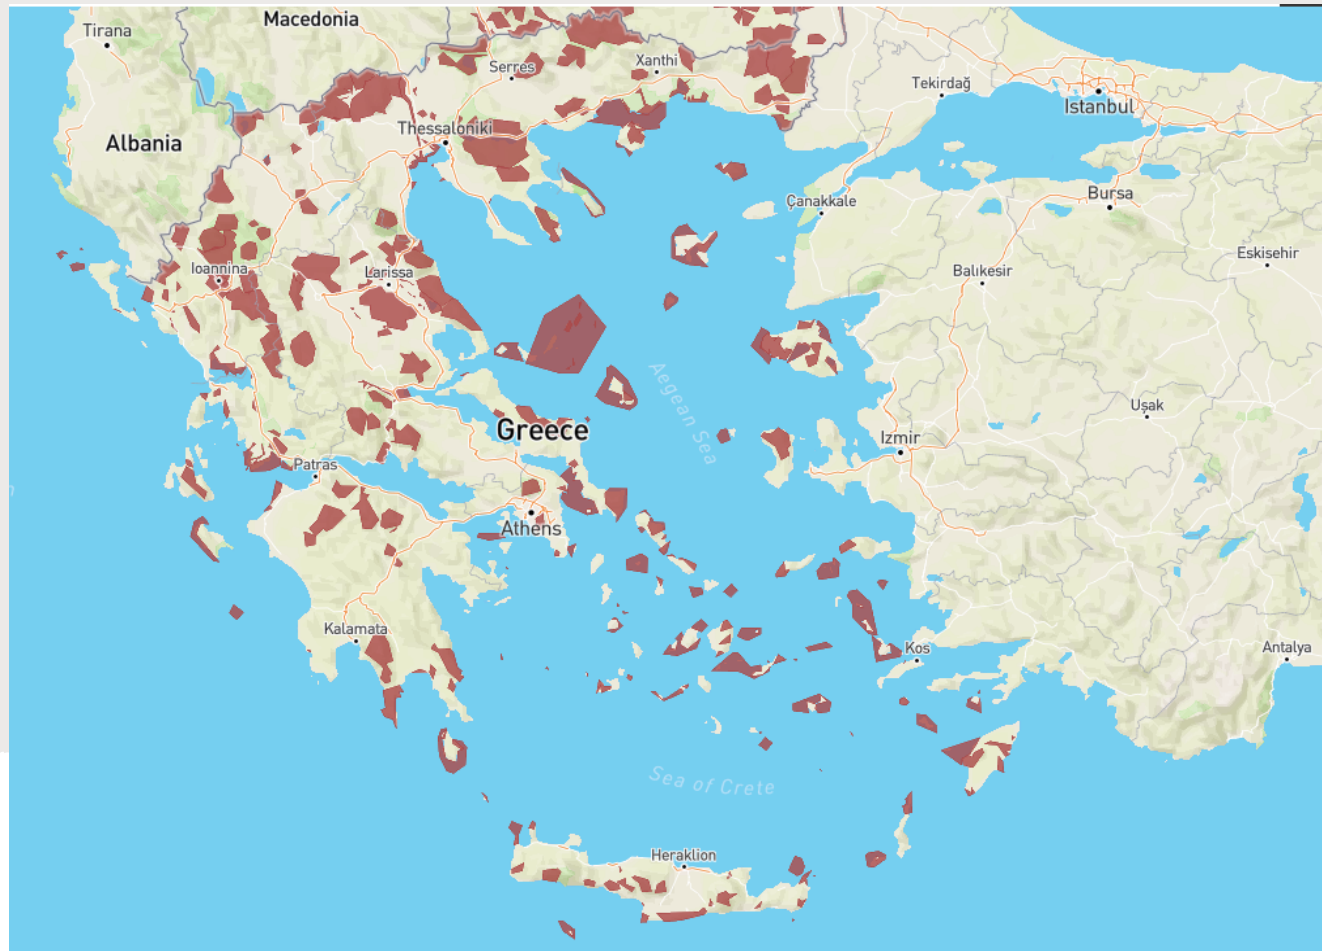 Macedonia
Tirana
Xanthi
Serres
Tekirdağ
Istanbul
Thessaloniki
Albania
Bursa
Çanakkale
Eskisehir
Ioannina
Larissa
Balıkesir
Aegean Sea
Uşak
Greece
Izmir
Patras
Athens
Kalamata
Kos
Antalya
Sea of Crete
Heraklion